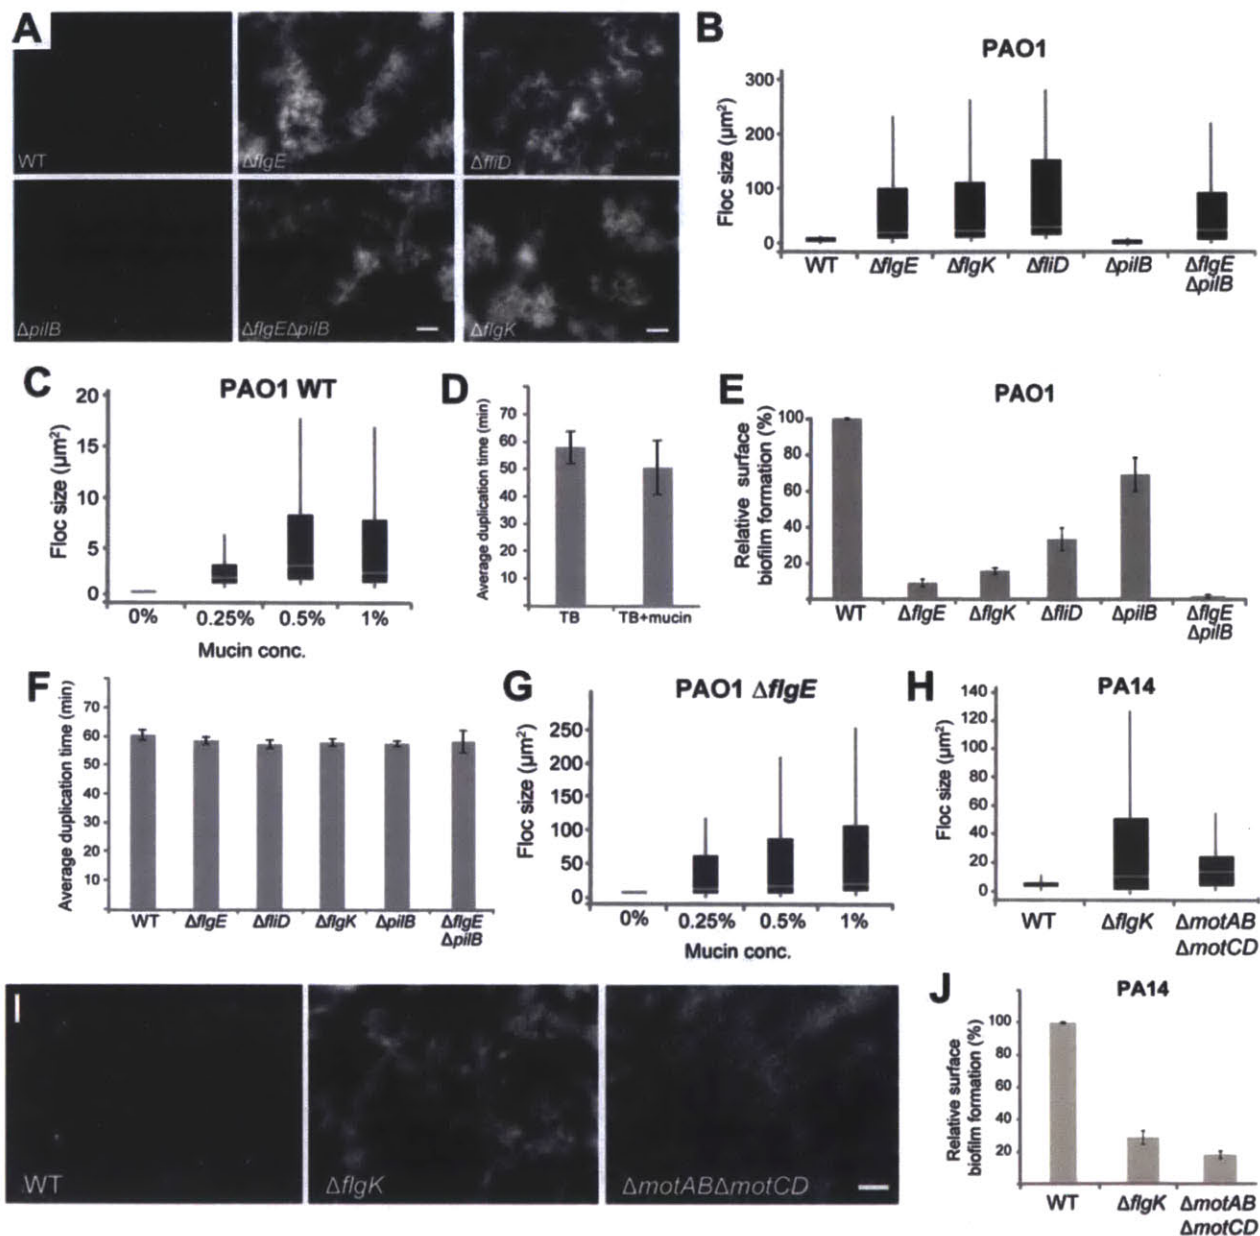 A
WT
ΔflgE
ΔfliD
ΔpilB
ΔflgEΔpilB
ΔflgK
B
PAO1
Floc size (µm²)
300
200
100
0
WT
ΔflgE
ΔflgK
ΔfliD
ΔpilB
ΔflgE
ΔpilB
C
PAO1 WT
Floc size (µm²)
20
15
10
5
0
0%
0.25%
0.5%
1%
Mucin conc.
D
Average duplication time (min)
70
60
50
40
30
20
10
TB
TB+mucin
E
PAO1
Relative surface
biofilm formation (%)
100
80
60
40
20
WT
ΔflgE
ΔflgK
ΔfliD
ΔpilB
ΔflgE
ΔpilB
F
Average duplication time (min)
70
60
50
40
30
20
10
WT
ΔflgE
ΔfliD
ΔflgK
ΔpilB
ΔflgE
ΔpilB
G
PAO1 ΔflgE
Floc size (µm²)
250
200
150
100
50
0
0%
0.25%
0.5%
1%
Mucin conc.
H
PA14
Floc size (µm²)
140
120
100
80
60
40
20
0
WT
ΔflgK
ΔmotAB
ΔmotCD
I
WT
ΔflgK
ΔmotABΔmotCD
J
PA14
Relative surface
biofilm formation (%)
100
80
60
40
20
WT
ΔflgK
ΔmotAB
ΔmotCD